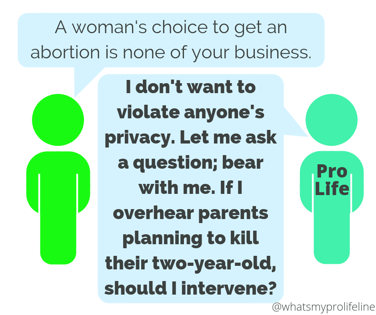 A woman's choice to get an
abortion is none of your business.
I don't want to
violate anyone's
privacy. Let me ask
a question; bear
with me. If I
overhear parents
planning to kill
their two-year-old,
should I intervene?
Pro
Life
@whatsmyprolifeline